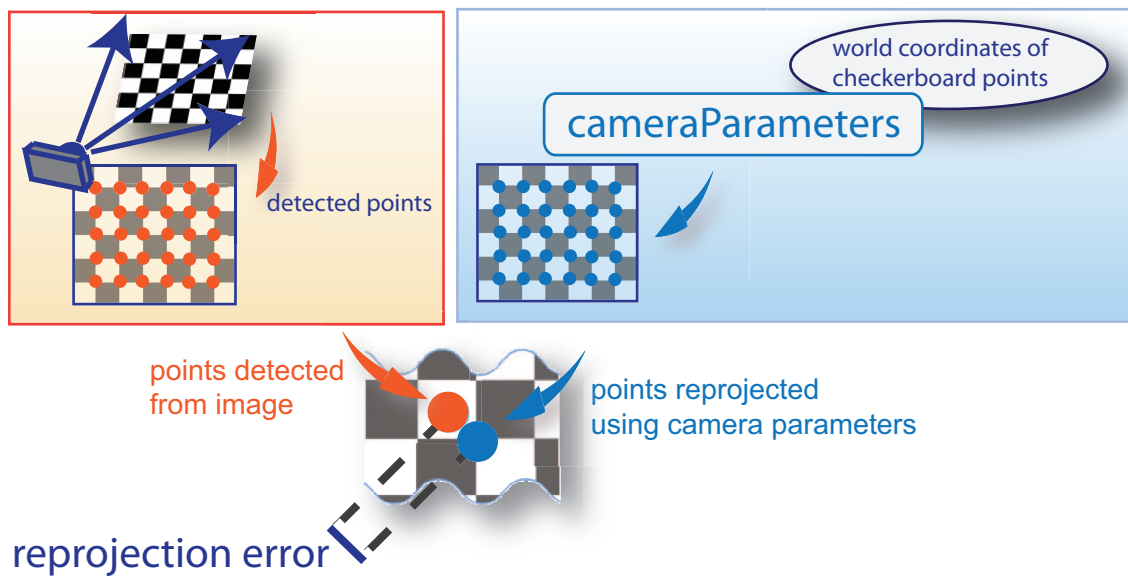 world coordinates of
checkerboard points
cameraParameters
detected points
points detected
from image
points reprojected
using camera parameters
reprojection error